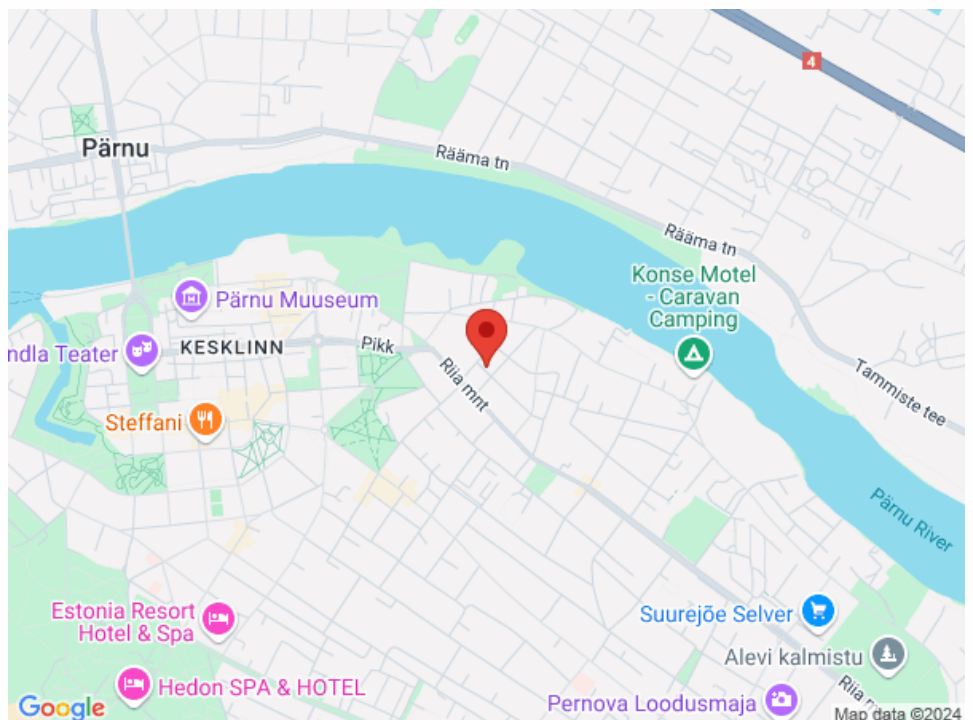 4
Pärnu
Rääma tn
Rääma tn
Konse Motel
- Caravan
Camping
Pärnu Muuseum
ndla Teater
KESKLINN
Pikk
Riia mnt
Tammiste tee
Steffani
Pärnu River
Estonia Resort
Hotel & Spa
Suurejõe Selver
Alevi kalmistu
Hedon SPA & HOTEL
Pernova Loodusmaja
Riia m
Google
Map data ©2024